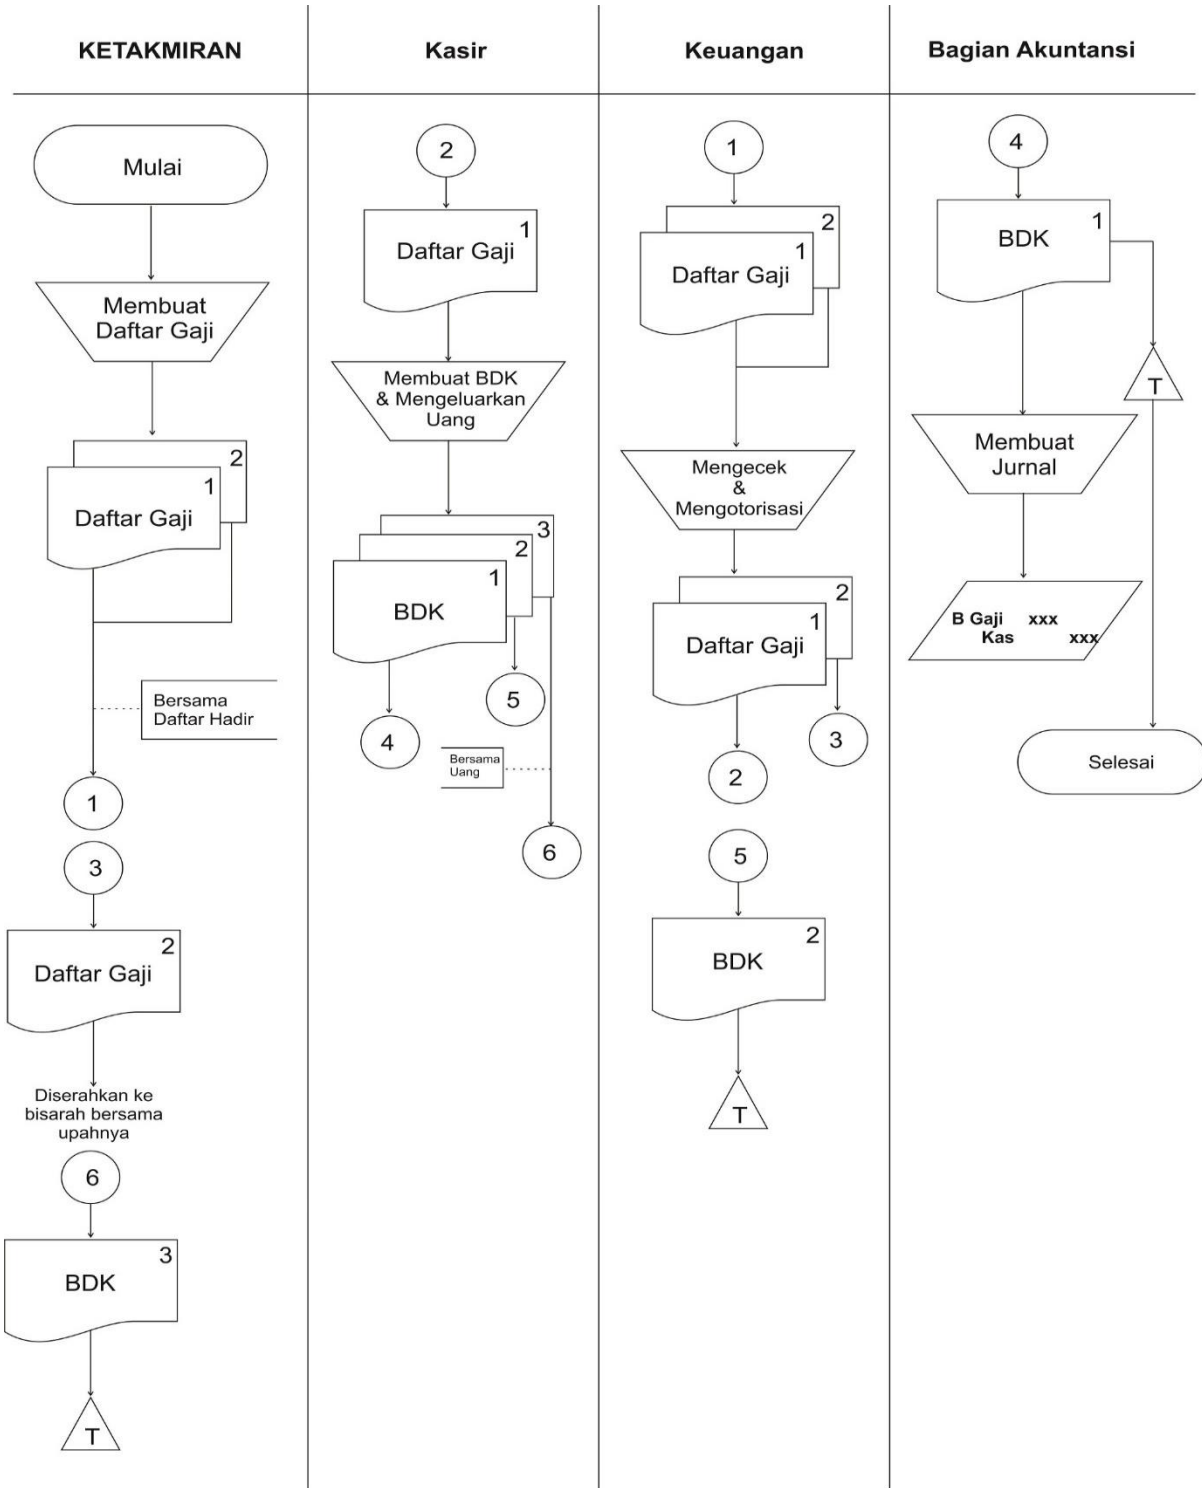 KETAKMIRAN
Mulai
Membuat
Daftar Gaji
2
1
Daftar Gaji
Bersama
Daftar Hadir
1
3
2
Daftar Gaji
Diserahkan ke
bisarah bersama
upahnya
6
3
BDK
T
Kasir
2
1
Daftar Gaji
Membuat BDK
& Mengeluarkan
Uang
3
2
1
BDK
5
4
Bersama
Uang
6
Keuangan
1
2
1
Daftar Gaji
Mengecek
&
Mengotorisasi
2
1
Daftar Gaji
3
2
5
2
BDK
T
Bagian Akuntansi
4
1
BDK
T
Membuat
Jurnal
B Gaji xxx
Kas xxx
Selesai